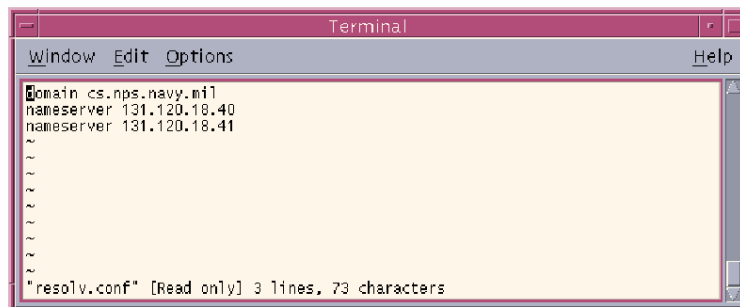 Terminal
Window Edit Options Help
domain cs.nps.navy.mil
nameserver 131.120.18.40
nameserver 131.120.18.41
~
~
~
~
~
~
~
~
~
"resolv.conf" [Read only] 3 lines, 73 characters